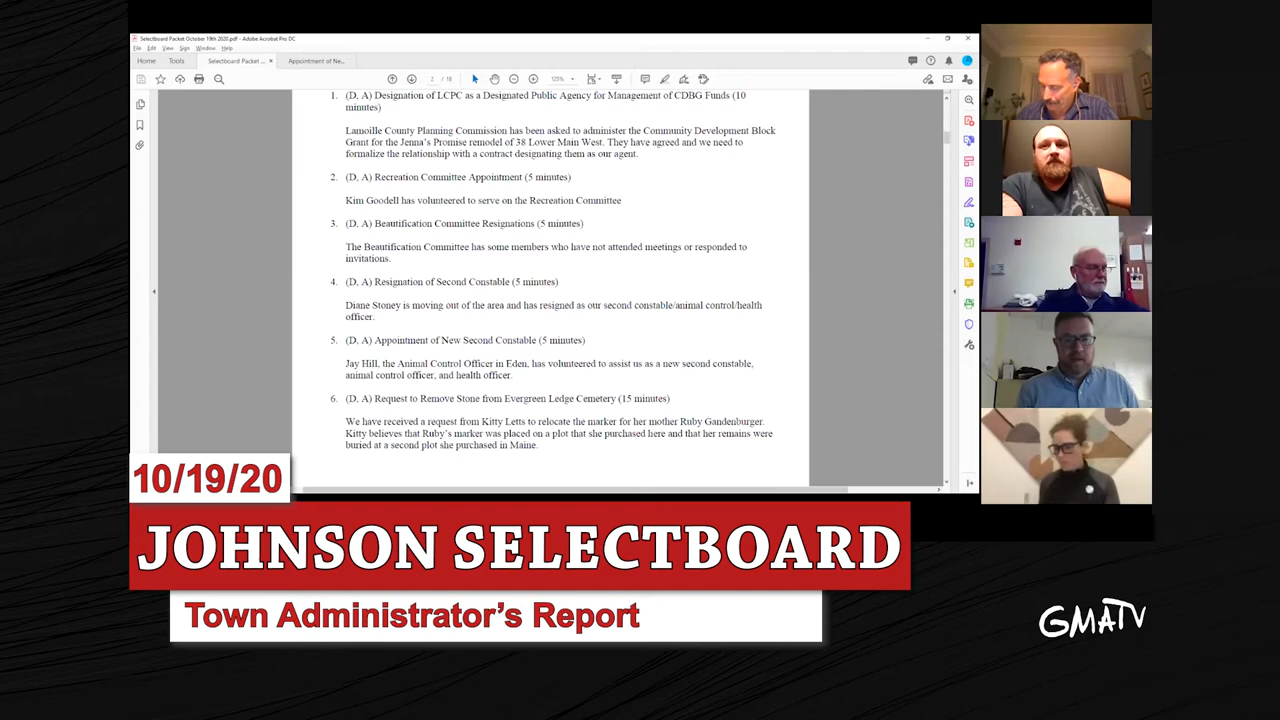 Selectboard Packet October 19th 2020.pdf - Adobe Acrobat Pro DC
File Edit View Sign Window Help
Home Tools Selectboard Packet ... × Appointment of Ne...
2 / 18 125%
1. (D, A) Designation of LCPC as a Designated Public Agency for Management of CDBG Funds (10
minutes)
Lamoille County Planning Commission has been asked to administer the Community Development Block
Grant for the Jenna's Promise remodel of 38 Lower Main West. They have agreed and we need to
formalize the relationship with a contract designating them as our agent.
2. (D, A) Recreation Committee Appointment (5 minutes)
Kim Goodell has volunteered to serve on the Recreation Committee
3. (D, A) Beautification Committee Resignations (5 minutes)
The Beautification Committee has some members who have not attended meetings or responded to
invitations.
4. (D, A) Resignation of Second Constable (5 minutes)
Diane Stoney is moving out of the area and has resigned as our second constable/animal control/health
officer.
5. (D, A) Appointment of New Second Constable (5 minutes)
Jay Hill, the Animal Control Officer in Eden, has volunteered to assist us as a new second constable,
animal control officer, and health officer.
6. (D, A) Request to Remove Stone from Evergreen Ledge Cemetery (15 minutes)
We have received a request from Kitty Letts to relocate the marker for her mother Ruby Gandenburger.
Kitty believes that Ruby's marker was placed on a plot that she purchased here and that her remains were
buried at a second plot she purchased in Maine.
10/19/20
JOHNSON SELECTBOARD
Town Administrator's Report
GMATV